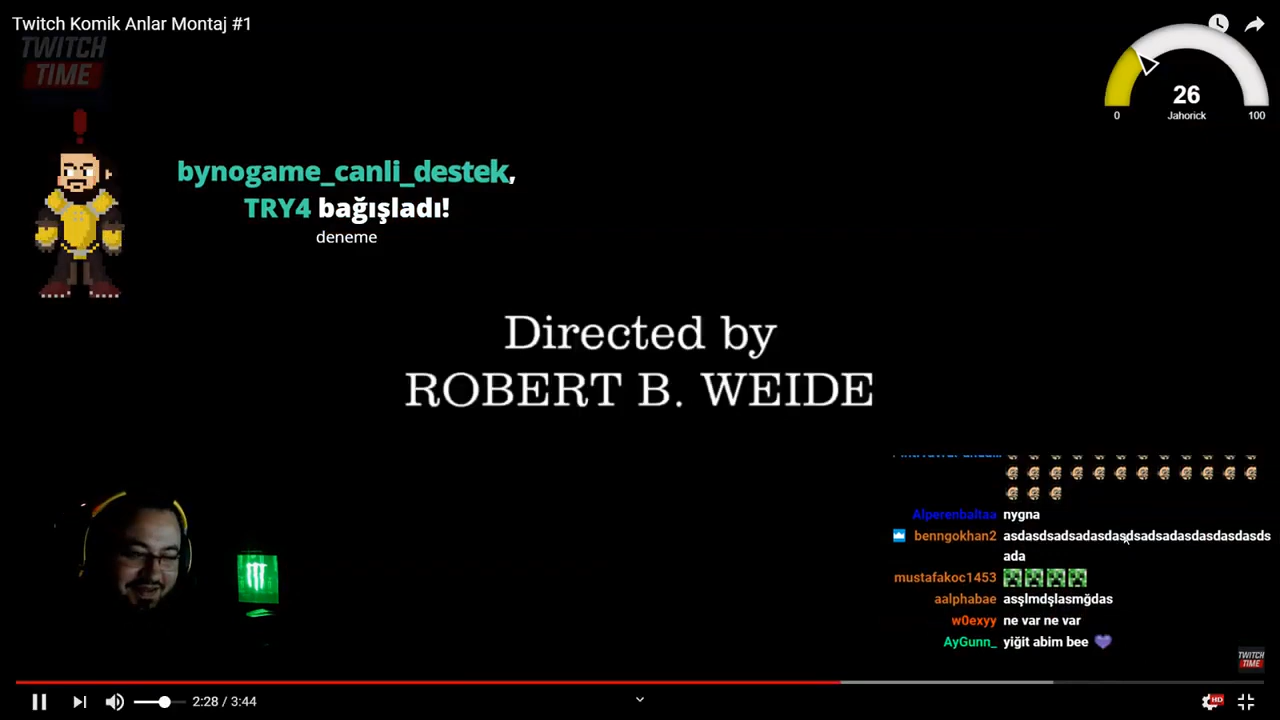 Twitch Komik Anlar Montaj #1
TWITCH
TIME
26
0
Jahorick
100
bynogame_canli_destek,
TRY4 bağışladı!
deneme
Directed by
ROBERT B. WEIDE
Alperenbaltaa nygna
benngokhan2
ada
mustafakoc1453
aalphabae asşlmdşlasmğdas
w0exyy ne var ne var
AyGunn_ yiğit abim bee
TWITCH
TIME
2:28 / 3:44
HD